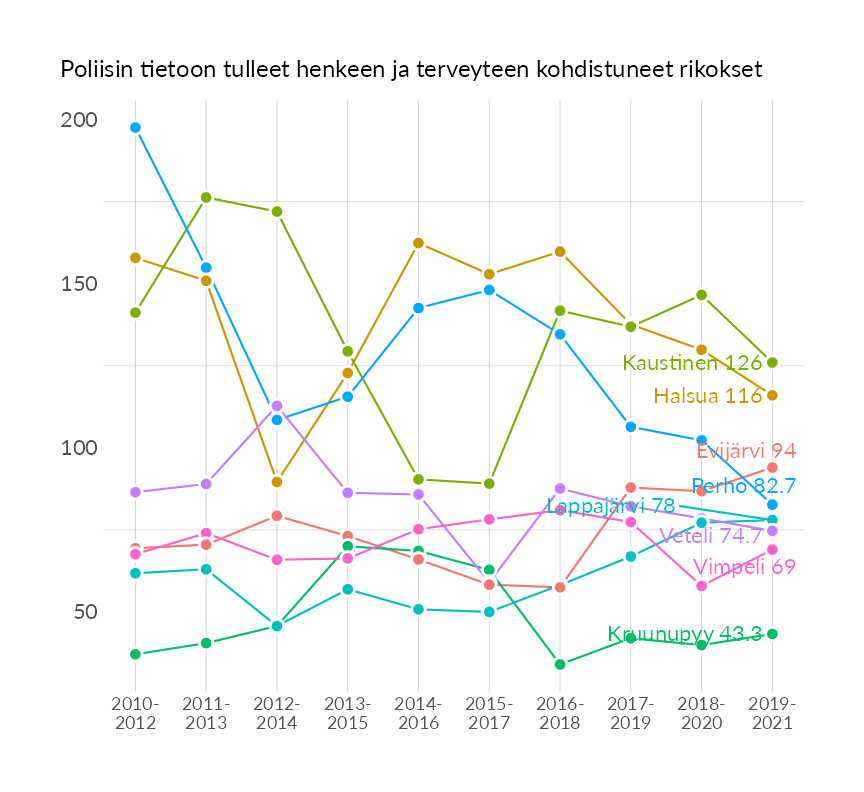 Poliisin tietoon tulleet henkeen ja terveyteen kohdistuneet rikokset
200
150
100
50
Kaustinen 126
Halsua 116
Evijärvi 94
Perho 82.7
Lappajärvi 78
Veteli 74.7
Vimpeli 69
Kruunupyy 43.3
2010- 2011- 2012- 2013- 2014- 2015- 2016- 2017- 2018- 2019-
2012 2013 2014 2015 2016 2017 2018 2019 2020 2021